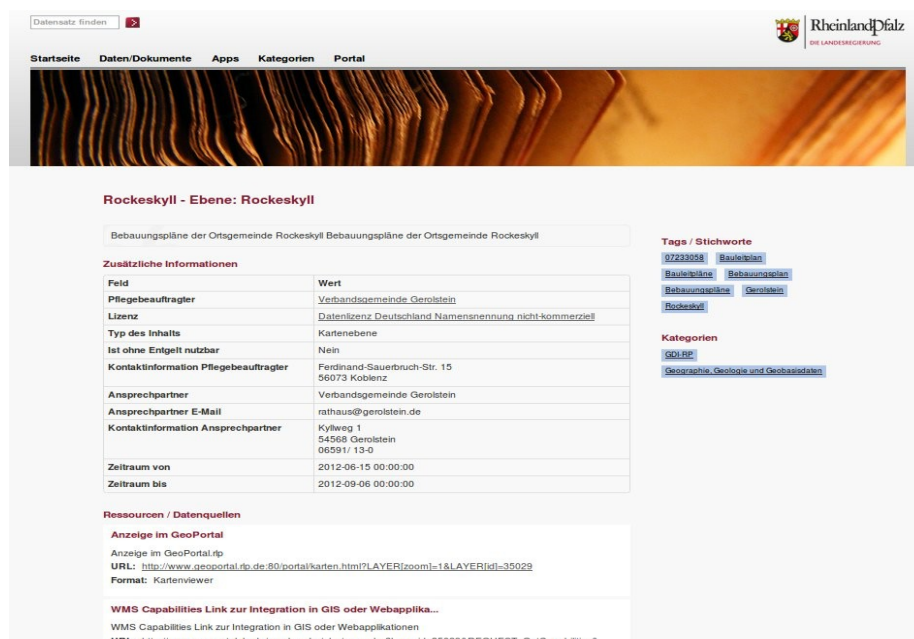 Datensatz finden
RheinlandPfalz
DIE LANDESREGIERUNG
Startseite Daten/Dokumente Apps Kategorien Portal
Rockeskyll - Ebene: Rockeskyll
Bebauungspläne der Ortsgemeinde Rockeskyll Bebauungspläne der Ortsgemeinde Rockeskyll
Zusätzliche Informationen
Feld Wert
Pflegebeauftragter Verbandsgemeinde Gerolstein
Lizenz Datenlizenz Deutschland Namensnennung nicht-kommerziell
Typ des Inhalts Kartenebene
Ist ohne Entgelt nutzbar Nein
Kontaktinformation Pflegebeauftragter Ferdinand-Sauerbruch-Str. 15
56073 Koblenz
Ansprechpartner Verbandsgemeinde Gerolstein
Ansprechpartner E-Mail rathaus@gerolstein.de
Kontaktinformation Ansprechpartner Kyllweg 1
54568 Gerolstein
06591/ 13-0
Zeitraum von 2012-06-15 00:00:00
Zeitraum bis 2012-09-06 00:00:00
Ressourcen / Datenquellen
Anzeige im GeoPortal
Anzeige im GeoPortal.rlp
URL: http://www.geoportal.rlp.de:80/portal/karten.html?LAYER[zoom]=1&LAYER[id]=35029
Format: Kartenviewer
WMS Capabilities Link zur Integration in GIS oder Webapplika...
WMS Capabilities Link zur Integration in GIS oder Webapplikationen
Tags / Stichworte
07233058 Bauleitplan
Bauleitpläne Bebauungsplan
Bebauungspläne Gerolstein
Rockeskyll
Kategorien
GDI-RP
Geographie, Geologie und Geobasisdaten